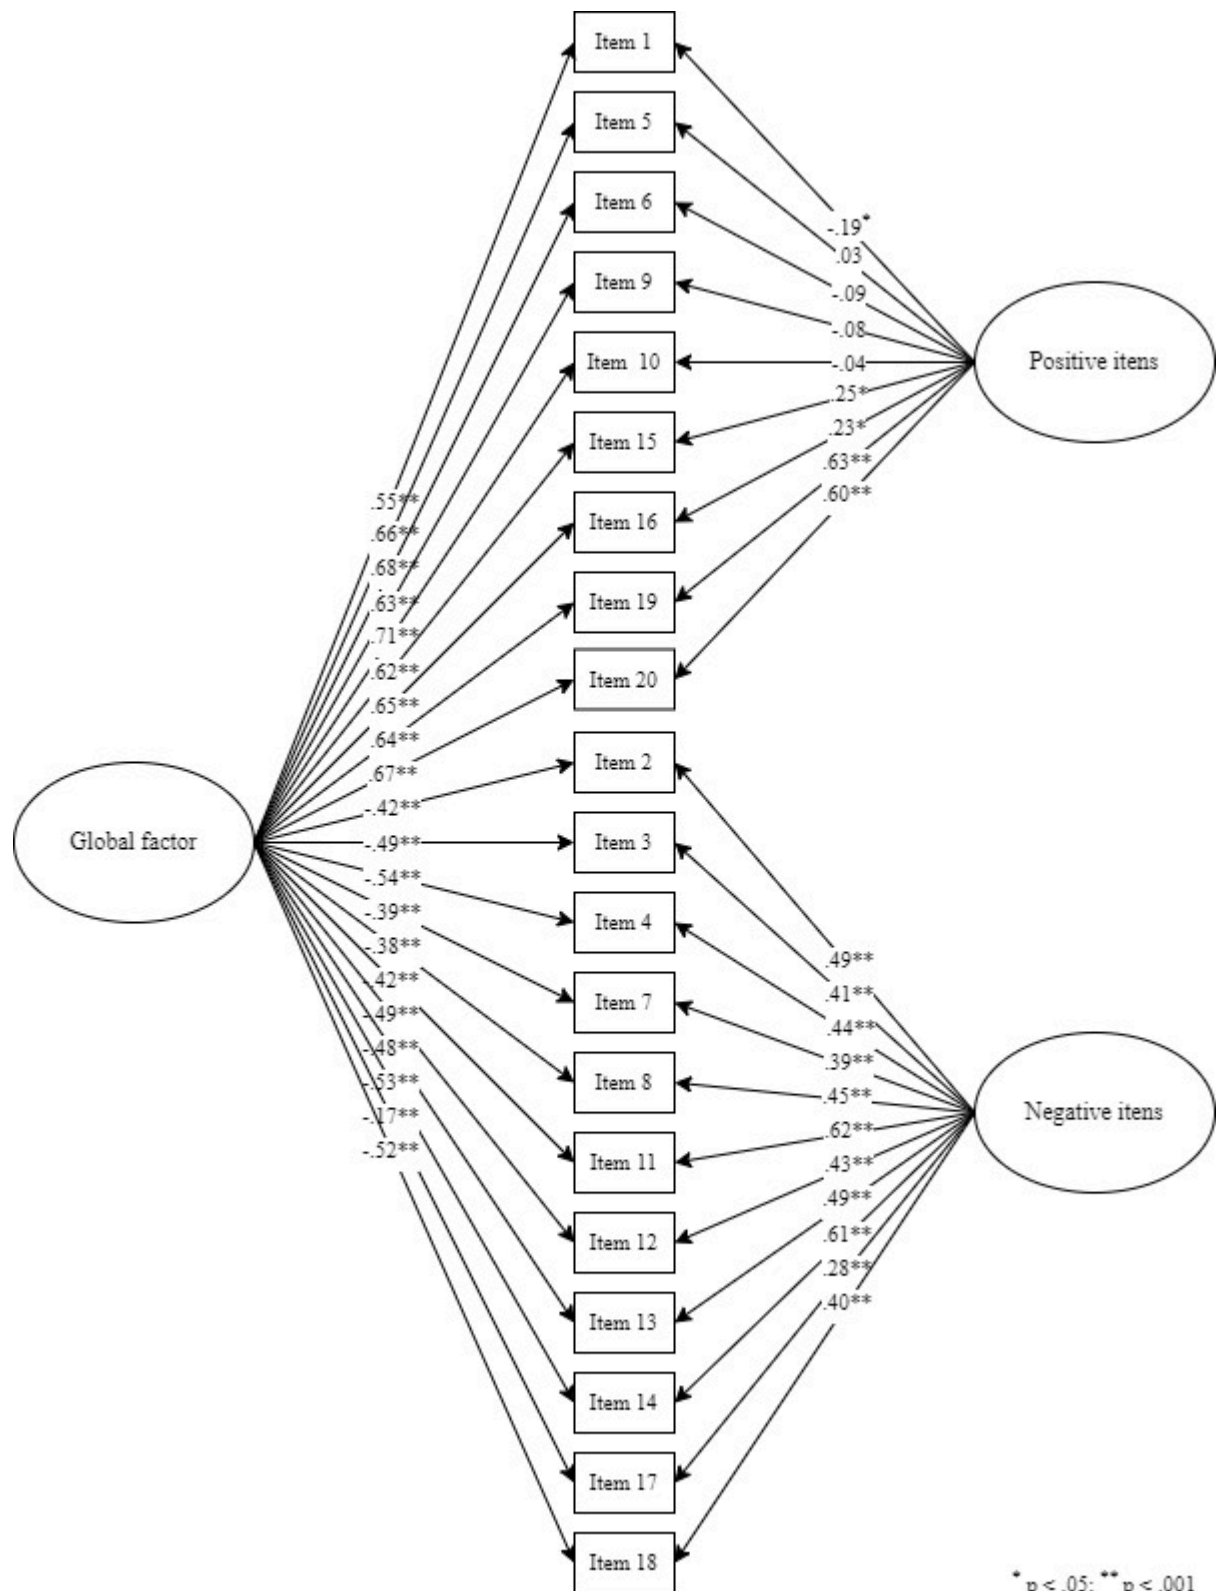 Item 1
Item 5
Item 6
Item 9
Item 10
Item 15
Item 16
Item 19
Item 20
Item 2
Item 3
Item 4
Item 7
Item 8
Item 11
Item 12
Item 13
Item 14
Item 17
Item 18
Global factor
.55**
.66**
.68**
.63**
.71**
.62**
.65**
.64**
.67**
-.42**
-.49**
-.54**
-.39**
-.38**
-.42**
-.49**
-.48**
-.53**
-.17**
-.52**
Positive itens
-.19*
.03
-.09
-.08
-.04
.25*
.23*
.63**
.60**
Negative itens
.49**
.41**
.44**
.39**
.45**
.62**
.43**
.49**
.61**
.28**
.40**
* p < .05; ** p < .001